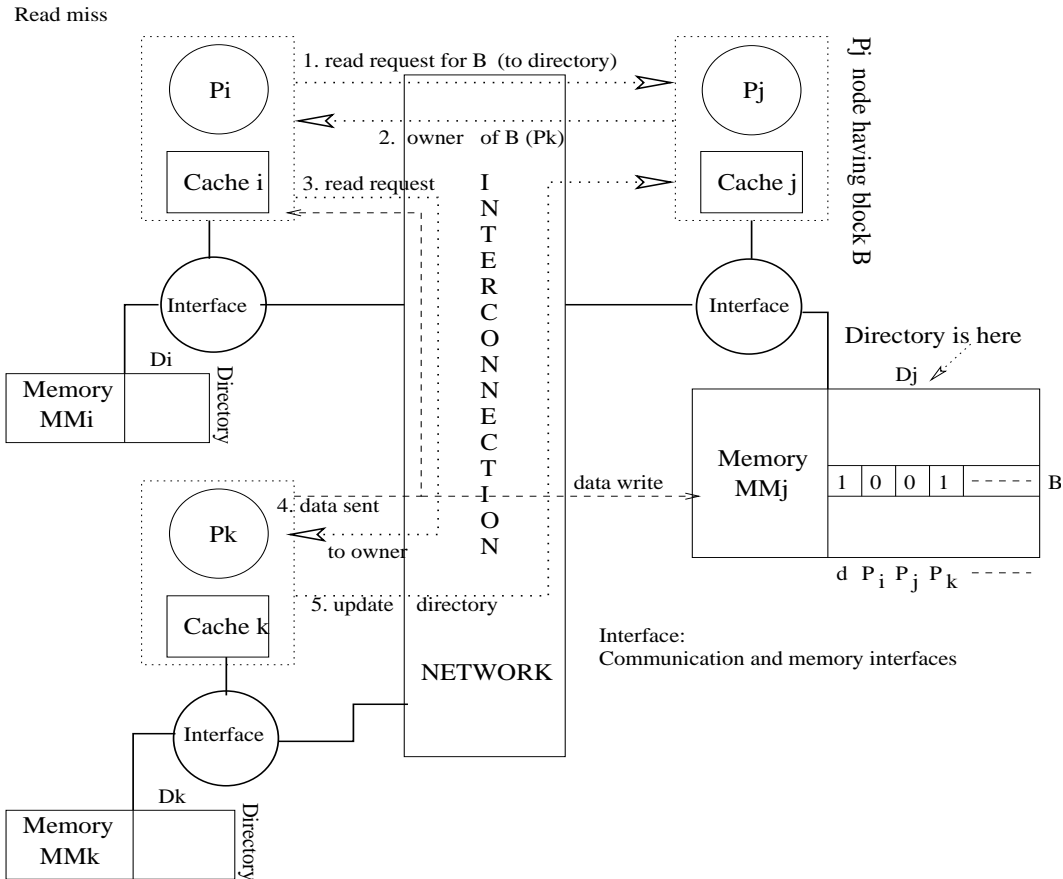 Read miss
1. read request for B (to directory)
Pi
Pj
2. owner of B (Pk)
Cache i
3. read request
Cache j
Pj node having block B
INTERCONNECTION
Interface
Interface
Directory is here
Di
Dj
Memory
MMi
Directory
Memory
MMj
1 0 0 1 ----- B
d Pi Pj Pk -----
data write
4. data sent
Pk
to owner
5. update directory
Cache k
Interface:
Communication and memory interfaces
NETWORK
Interface
Dk
Memory
MMk
Directory